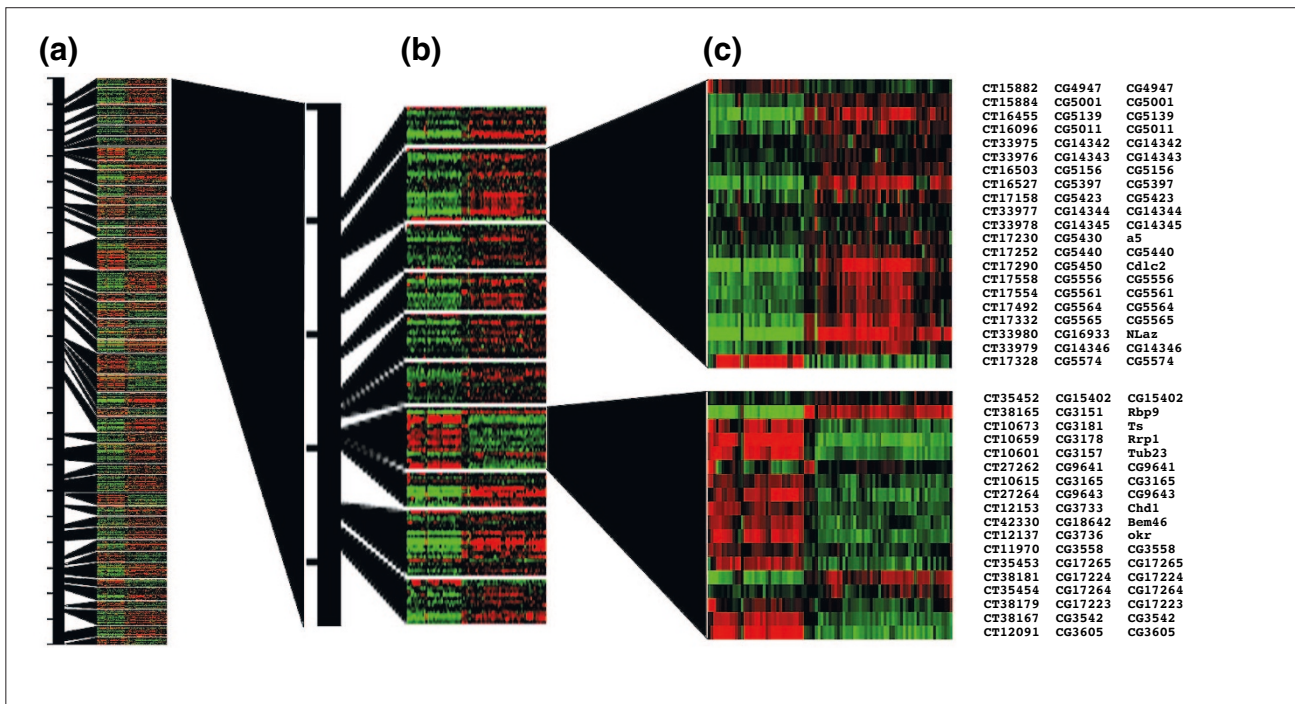 (a) (b) (c)
CT15882 CG4947 CG4947
CT15884 CG5001 CG5001
CT16455 CG5139 CG5139
CT16096 CG5011 CG5011
CT33975 CG14342 CG14342
CT33976 CG14343 CG14343
CT16503 CG5156 CG5156
CT16527 CG5397 CG5397
CT17158 CG5423 CG5423
CT33977 CG14344 CG14344
CT33978 CG14345 CG14345
CT17230 CG5430 a5
CT17252 CG5440 CG5440
CT17290 CG5450 Cdlc2
CT17558 CG5556 CG5556
CT17554 CG5561 CG5561
CT17492 CG5564 CG5564
CT17332 CG5565 CG5565
CT33980 CG16933 NLaz
CT33979 CG14346 CG14346
CT17328 CG5574 CG5574
CT35452 CG15402 CG15402
CT38165 CG3151 Rbp9
CT10673 CG3181 Ts
CT10659 CG3178 Rrp1
CT10601 CG3157 Tub23
CT27262 CG9641 CG9641
CT10615 CG3165 CG3165
CT27264 CG9643 CG9643
CT12153 CG3733 Chd1
CT42330 CG18642 Bem46
CT12137 CG3736 okr
CT11970 CG3558 CG3558
CT35453 CG17265 CG17265
CT38181 CG17224 CG17224
CT35454 CG17264 CG17264
CT38179 CG17223 CG17223
CT38167 CG3542 CG3542
CT12091 CG3605 CG3605